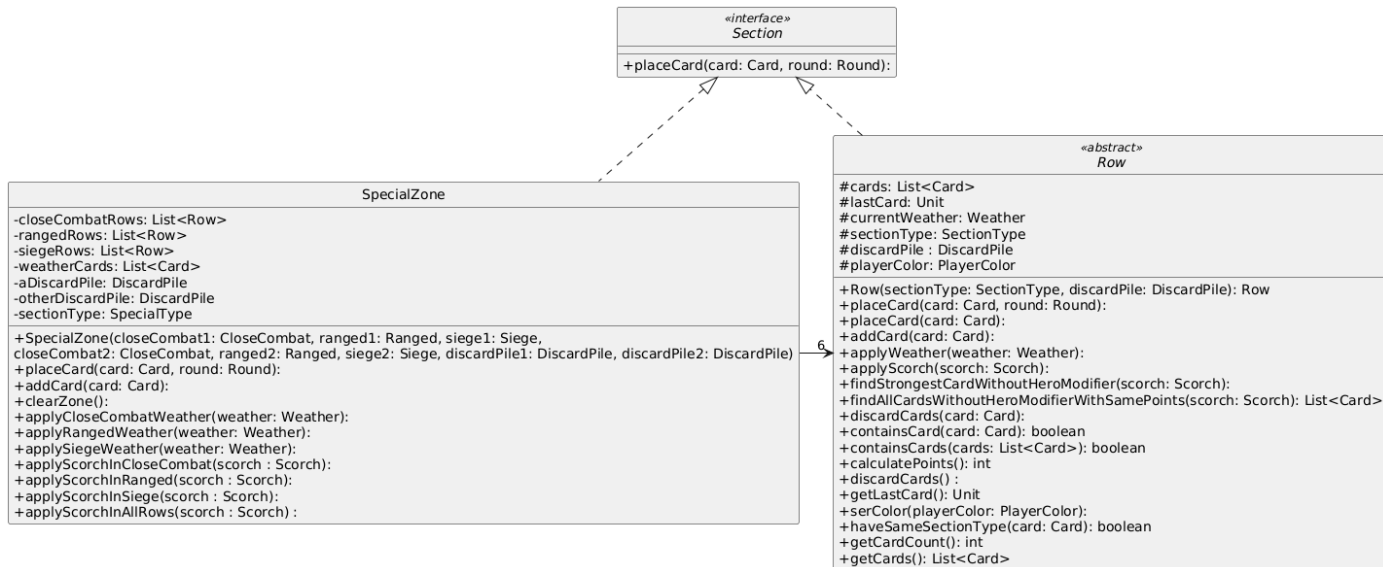 «interface»
Section
+placeCard(card: Card, round: Round):
SpecialZone
-closeCombatRows: List<Row>
-rangedRows: List<Row>
-siegeRows: List<Row>
-weatherCards: List<Card>
-aDiscardPile: DiscardPile
-otherDiscardPile: DiscardPile
-sectionType: SpecialType
+SpecialZone(closeCombat1: CloseCombat, ranged1: Ranged, siege1: Siege,
closeCombat2: CloseCombat, ranged2: Ranged, siege2: Siege, discardPile1: DiscardPile, discardPile2: DiscardPile)
+placeCard(card: Card, round: Round):
+addCard(card: Card):
+clearZone():
+applyCloseCombatWeather(weather: Weather):
+applyRangedWeather(weather: Weather):
+applySiegeWeather(weather: Weather):
+applyScorchInCloseCombat(scorch : Scorch):
+applyScorchInRanged(scorch : Scorch):
+applyScorchInSiege(scorch : Scorch):
+applyScorchInAllRows(scorch : Scorch) :
6
«abstract»
Row
#cards: List<Card>
#lastCard: Unit
#currentWeather: Weather
#sectionType: SectionType
#discardPile : DiscardPile
#playerColor: PlayerColor
+Row(sectionType: SectionType, discardPile: DiscardPile): Row
+placeCard(card: Card, round: Round):
+placeCard(card: Card):
+addCard(card: Card):
+applyWeather(weather: Weather):
+applyScorch(scorch: Scorch):
+findStrongestCardWithoutHeroModifier(scorch: Scorch):
+findAllCardsWithoutHeroModifierWithSamePoints(scorch: Scorch): List<Card>
+discardCards(card: Card):
+containsCard(card: Card): boolean
+containsCards(cards: List<Card>): boolean
+calculatePoints(): int
+discardCards() :
+getLastCard(): Unit
+serColor(playerColor: PlayerColor):
+haveSameSectionType(card: Card): boolean
+getCardCount(): int
+getCards(): List<Card>